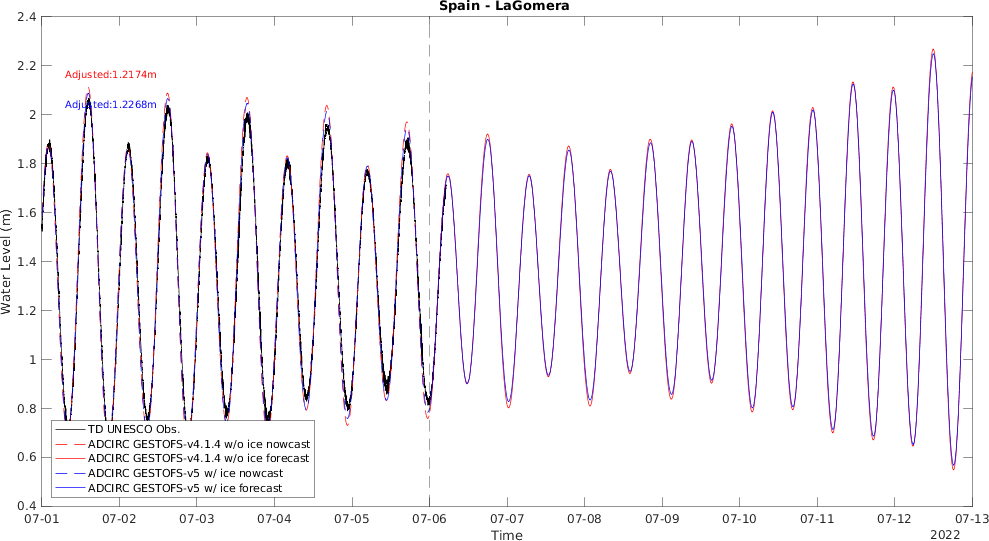 Spain - LaGomera
2.4
2.2
2
1.8
1.6
1.4
1.2
1
0.8
0.6
0.4
Water Level (m)
Adjusted:1.2174m
Adjusted:1.2268m
TD UNESCO Obs.
ADCIRC GESTOFS-v4.1.4 w/o ice nowcast
ADCIRC GESTOFS-v4.1.4 w/o ice forecast
ADCIRC GESTOFS-v5 w/ ice nowcast
ADCIRC GESTOFS-v5 w/ ice forecast
07-01 07-02 07-03 07-04 07-05 07-06 07-07 07-08 07-09 07-10 07-11 07-12 07-13
Time
2022